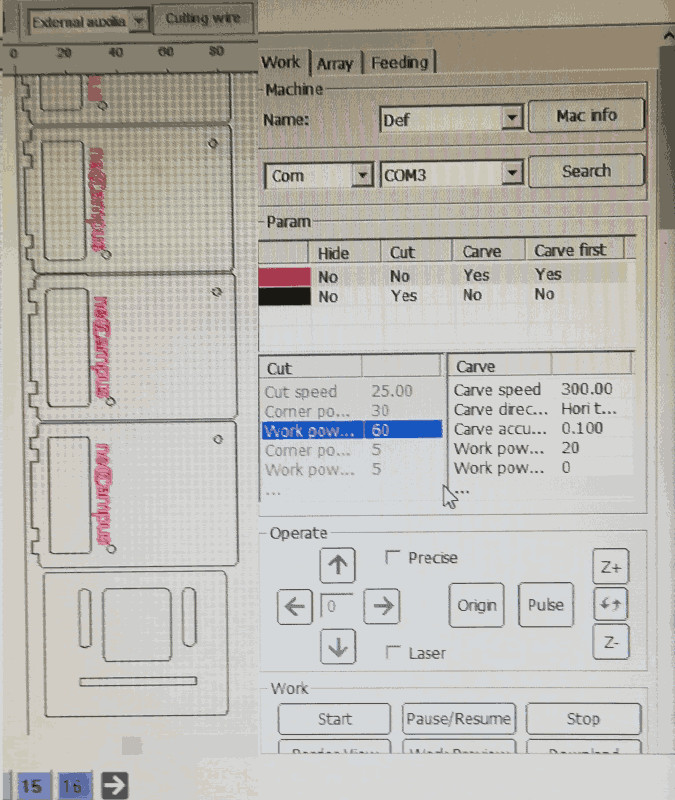 External auxilia Cutting wire
0 20 40 60 80
Work Array Feeding
Machine
Name: Def Mac info
Com COM3 Search
Param
Hide Cut Carve Carve first
No No Yes Yes
No Yes No No
Cut
Cut speed 25.00
Corner po... 30
Work pow... 60
Corner po... 5
Work pow... 5
...
Carve
Carve speed 300.00
Carve direc... Hori t...
Carve accu... 0.100
Work pow... 20
Work pow... 0
...
Operate
Precise
0
Origin Pulse
Z+
Z-
Laser
Work
Start Pause/Resume Stop
15 16